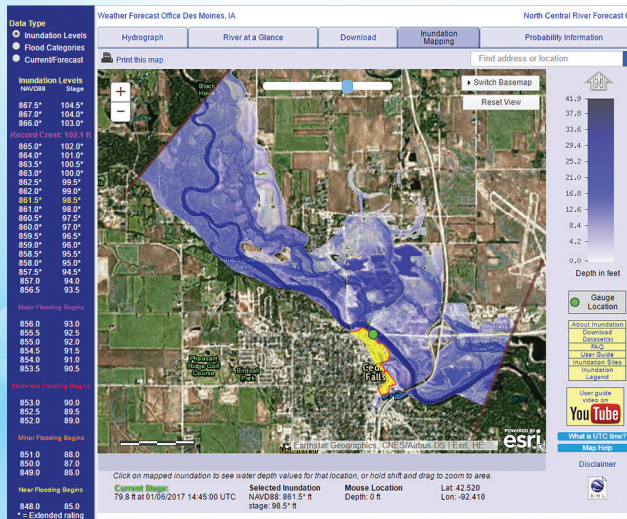 Weather Forecast Office Des Moines, IA
North Central River Forecast C
Data Type
Inundation Levels
Flood Categories
Current/Forecast
Hydrograph
River at a Glance
Download
Inundation
Mapping
Probability Information
Print this map
Find address or location
Inundation Levels
NAVD88 Stage
867.5* 104.5*
867.0* 104.0*
866.0* 103.0*
Record Crest: 102.1 ft
865.0* 102.0*
864.0* 101.0*
863.5* 100.5*
863.0* 100.0*
862.5* 99.5*
862.0* 99.0*
861.5* 98.5*
861.0* 98.0*
860.5* 97.5*
860.0* 97.0*
859.5* 96.5*
859.0* 96.0*
858.5* 95.5*
858.0* 95.0*
857.5* 94.5*
857.0 94.0
856.5 93.5
Major Flooding Begins
856.0 93.0
855.5 92.5
855.0 92.0
854.5 91.5
854.0 91.0
853.5 90.5
Moderate Flooding Begins
853.0 90.0
852.5 89.5
852.0 89.0
Minor Flooding Begins
851.0 88.0
850.0 87.0
849.0 86.0
Near Flooding Begins
848.0 85.0
* = Extended rating
+
−
Black
Switch Basemap
Reset View
Pheasant
Ridge Golf
Course
Birdsall
Park
Falls
POWERED BY
esri
Earthstar Geographics, CNES/Airbus DS | Esri, HE
41.9
37.8
33.6
29.4
25.2
21.0
16.8
12.6
8.4
4.2
0.0
Depth in feet
Gauge
Location
About Inundation
Download
Dataset(s)
FAQ
User Guide
Inundation Sites
Inundation
Legend
User guide
video on
YouTube
What is UTC time?
Map Help
Disclaimer
KML
Click on mapped inundation to see water depth values for that location, or hold shift and drag to zoom to area.
Current Stage:
79.8 ft at 01/06/2017 14:45:00 UTC
Selected Inundation
NAVD88: 861.5* ft
stage: 98.5* ft
Mouse Location
Depth: 0 ft
Lat: 42.520
Lon: -92.410